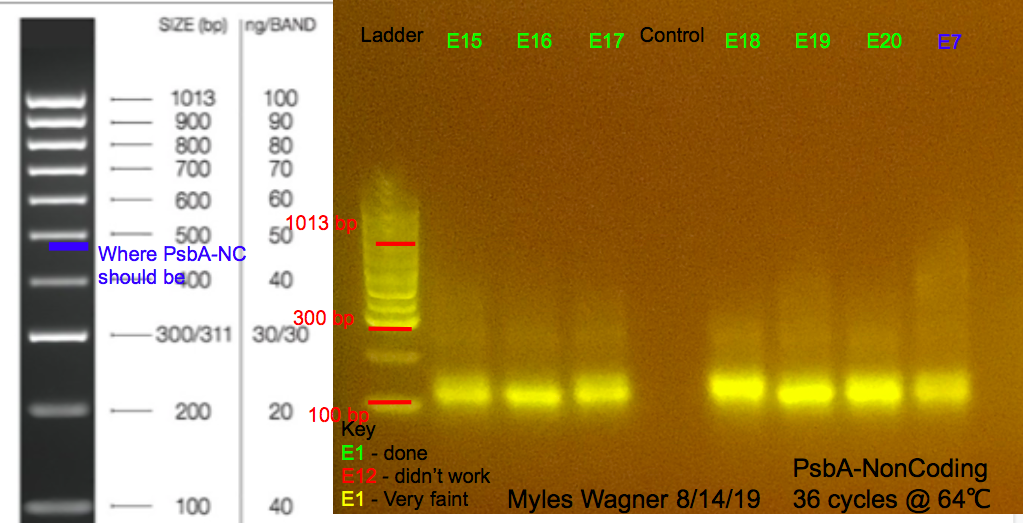 SIZE (bp) ng/BAND
1013 100
900 90
800 80
700 70
600 60
500 50
Where PsbA-NC
should be
400 40
300/311 30/30
200 20
100 40
Ladder E15 E16 E17 Control E18 E19 E20 E7
1013 bp
300 bp
100 bp
Key
E1 - done
E12 - didn't work
E1 - Very faint
Myles Wagner 8/14/19
PsbA-NonCoding
36 cycles @ 64℃